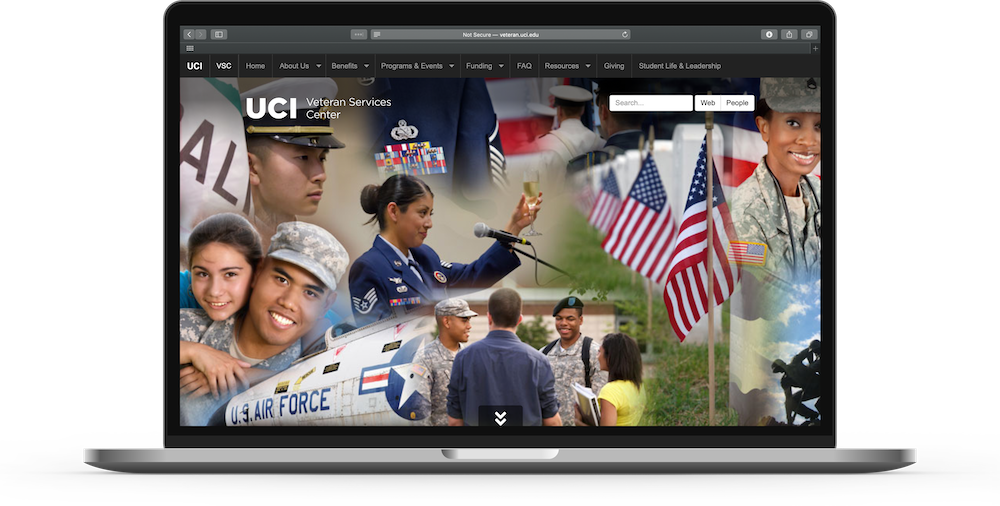 Not Secure — veteran.uci.edu
UCI VSC Home About Us Benefits Programs & Events Funding FAQ Resources Giving Student Life & Leadership
UCI Veteran Services Center
Search... Web People
AL
U.S. AIR FORCE